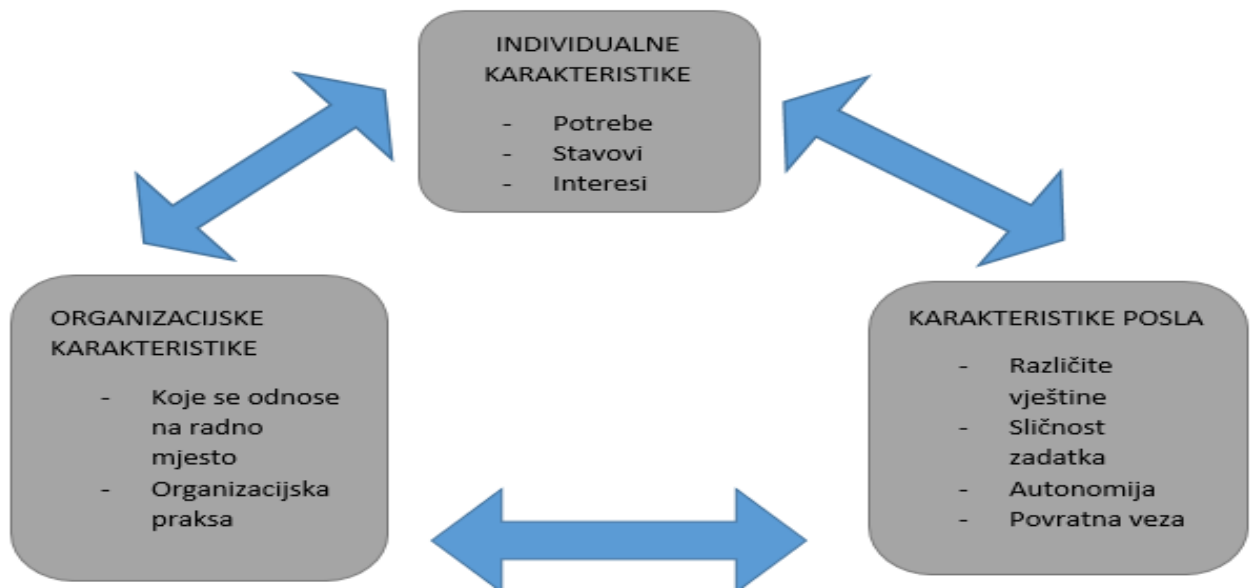 INDIVIDUALNE
KARAKTERISTIKE
- Potrebe
- Stavovi
- Interesi
ORGANIZACIJSKE
KARAKTERISTIKE
- Koje se odnose
na radno
mjesto
- Organizacijska
praksa
KARAKTERISTIKE POSLA
- Različite
vještine
- Sličnost
zadatka
- Autonomija
- Povratna veza